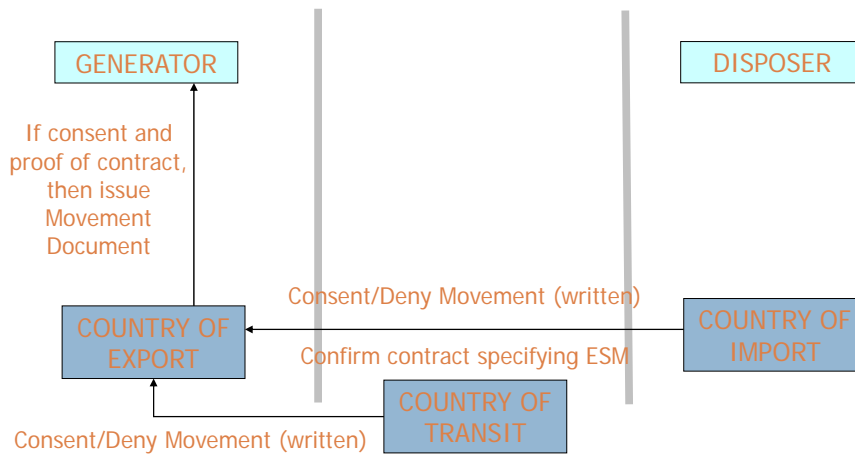 GENERATOR
DISPOSER
If consent and
proof of contract,
then issue
Movement
Document
Consent/Deny Movement (written)
COUNTRY OF
EXPORT
COUNTRY OF
IMPORT
Confirm contract specifying ESM
COUNTRY OF
TRANSIT
Consent/Deny Movement (written)